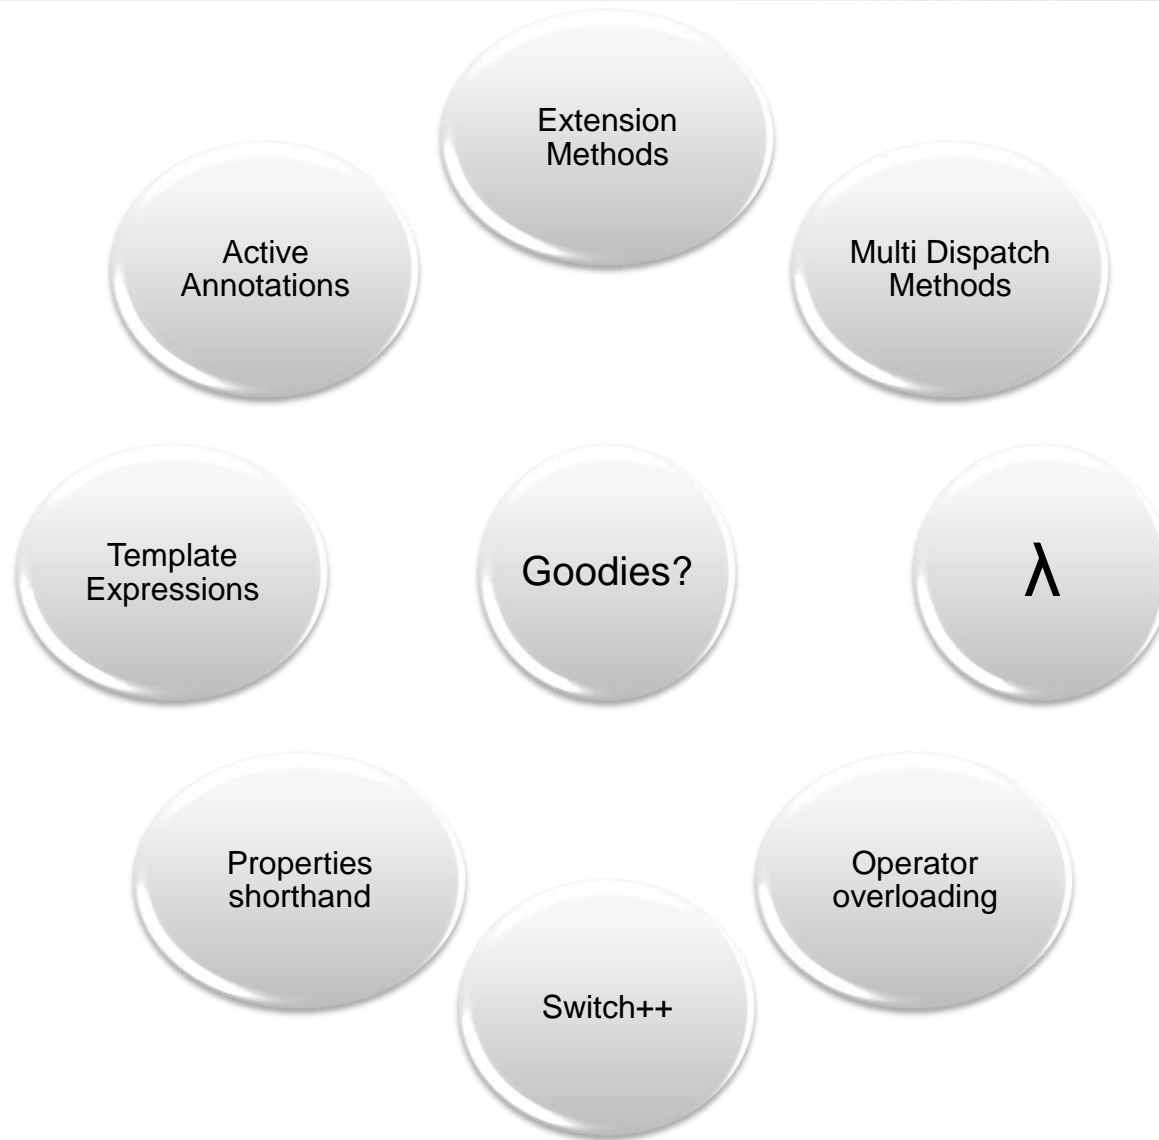 Extension
Methods
Active
Annotations
Multi Dispatch
Methods
Template
Expressions
Goodies?
λ
Properties
shorthand
Operator
overloading
Switch++